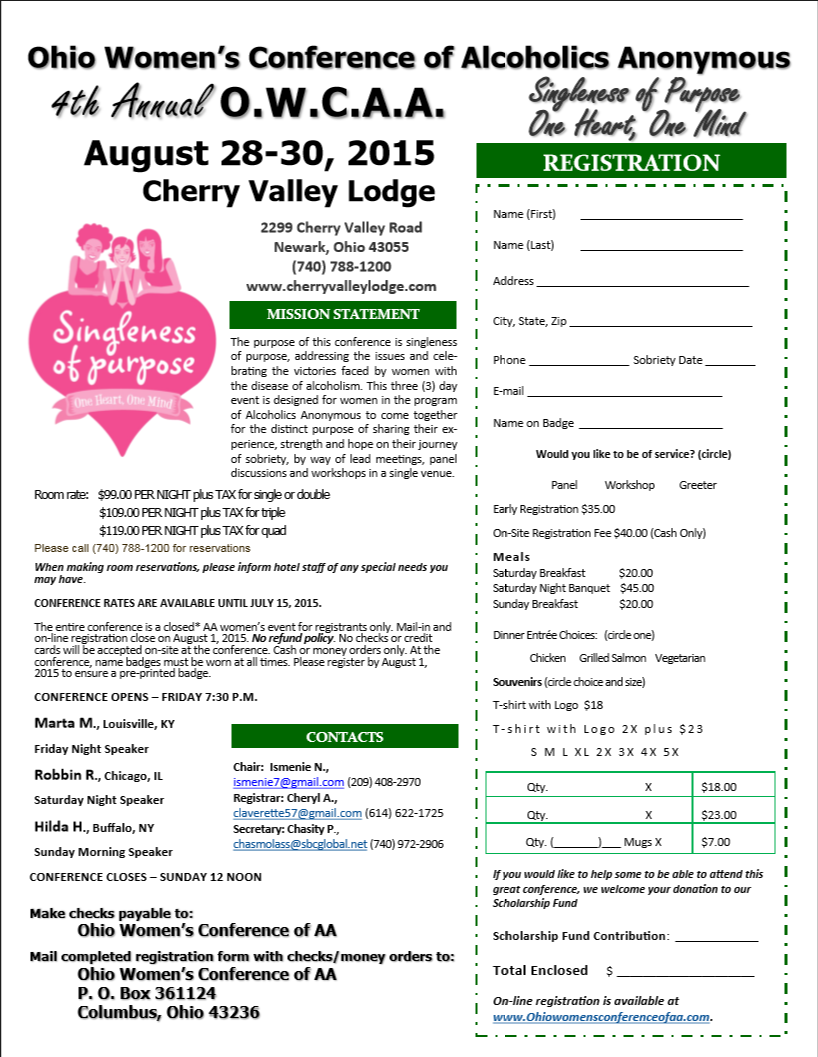 Ohio Women's Conference of Alcoholics Anonymous
4th Annual O.W.C.A.A.
August 28-30, 2015
Cherry Valley Lodge
2299 Cherry Valley Road
Newark, Ohio 43055
(740) 788-1200
www.cherryvalleylodge.com
Singleness
of purpose
One Heart, One Mind
MISSION STATEMENT
The purpose of this conference is singleness
of purpose, addressing the issues and cele-
brating the victories faced by women with
the disease of alcoholism. This three (3) day
event is designed for women in the program
of Alcoholics Anonymous to come together
for the distinct purpose of sharing their ex-
perience, strength and hope on their journey
of sobriety, by way of lead meetings, panel
discussions and workshops in a single venue.
Room rate: $99.00 PER NIGHT plus TAX for single or double
$109.00 PER NIGHT plus TAX for triple
$119.00 PER NIGHT plus TAX for quad
Please call (740) 788-1200 for reservations
When making room reservations, please inform hotel staff of any special needs you
may have.
CONFERENCE RATES ARE AVAILABLE UNTIL JULY 15, 2015.
The entire conference is a closed* AA women's event for registrants only. Mail-in and
on-line registration close on August 1, 2015. No refund policy. No checks or credit
cards will be accepted on-site at the conference. Cash or money orders only. At the
conference, name badges must be worn at all times. Please register by August 1,
2015 to ensure a pre-printed badge.
CONFERENCE OPENS – FRIDAY 7:30 P.M.
Marta M., Louisville, KY
Friday Night Speaker
Robbin R., Chicago, IL
Saturday Night Speaker
Hilda H., Buffalo, NY
Sunday Morning Speaker
CONFERENCE CLOSES – SUNDAY 12 NOON
CONTACTS
Chair: Ismenie N.,
ismenie7@gmail.com (209) 408-2970
Registrar: Cheryl A.,
claverette57@gmail.com (614) 622-1725
Secretary: Chasity P.,
chasmolass@sbcglobal.net (740) 972-2906
Make checks payable to:
Ohio Women's Conference of AA
Mail completed registration form with checks/money orders to:
Ohio Women's Conference of AA
P. O. Box 361124
Columbus, Ohio 43236
Singleness of Purpose
One Heart, One Mind
REGISTRATION
Name (First) ____________________
Name (Last) ____________________
Address ____________________
City, State, Zip ____________________
Phone ____________ Sobriety Date ________
E-mail ____________________
Name on Badge ____________________
Would you like to be of service? (circle)
Panel Workshop Greeter
Early Registration $35.00
On-Site Registration Fee $40.00 (Cash Only)
Meals
Saturday Breakfast $20.00
Saturday Night Banquet $45.00
Sunday Breakfast $20.00
Dinner Entrée Choices: (circle one)
Chicken Grilled Salmon Vegetarian
Souvenirs (circle choice and size)
T-shirt with Logo $18
T-shirt with Logo 2X plus $23
S M L XL 2X 3X 4X 5X
Qty. X $18.00
Qty. X $23.00
Qty. (_______)___ Mugs X $7.00
If you would like to help some to be able to attend this
great conference, we welcome your donation to our
Scholarship Fund
Scholarship Fund Contribution: ____________
Total Enclosed $ ____________________
On-line registration is available at
www.Ohiowomensconferenceofaa.com.